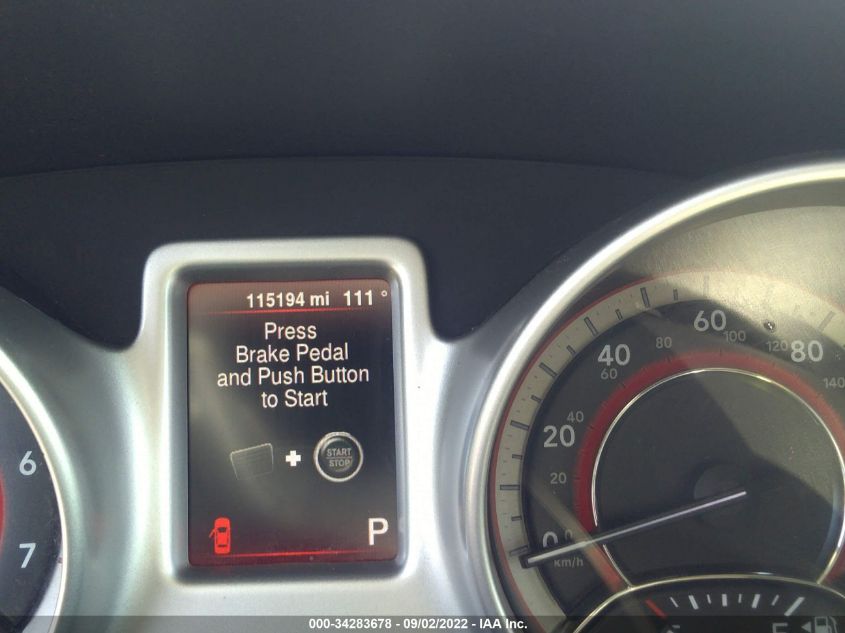 115194 mi 111 °
Press
Brake Pedal
and Push Button
to Start
START
STOP
P
6
7
0 20 40 60 80
0 20 40 60 80 100 120 140
km/h
F
000-34283678 - 09/02/2022 - IAA Inc.